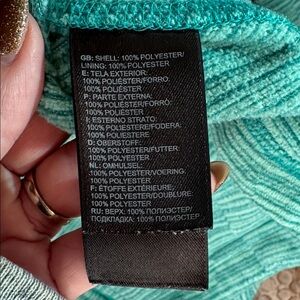 GB: SHELL: 100% POLYESTER/
LINING: 100% POLYESTER
E: TELA EXTERIOR:
100% POLIÉSTER/FORRO:
100% POLIÉSTER
P: PARTE EXTERNA:
100% POLIÉSTER/FORRO:
100% POLIÉSTER
I: ESTERNO STRATO:
100% POLIESTERE/FODERA:
100% POLIESTERE
D: OBERSTOFF:
100% POLYESTER/FUTTER:
100% POLYESTER
NL: OMHULSEL:
100% POLYESTER/VOERING:
100% POLYESTER
F: ÉTOFFE EXTÉRIEURE:
100% POLYESTER/DOUBLURE:
100% POLYESTER
RU: ВЕРХ: 100% ПОЛИЭСТЕР/
ПОДКЛАДКА: 100% ПОЛИЭСТЕР